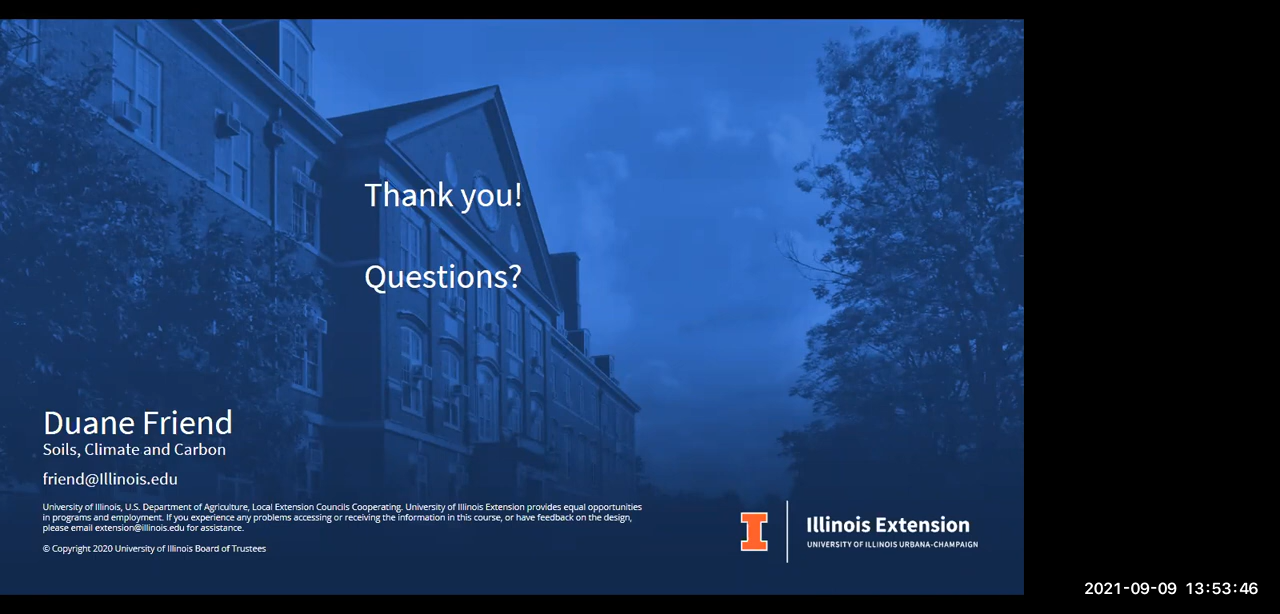 Thank you!
Questions?
Duane Friend
Soils, Climate and Carbon
friend@Illinois.edu
University of Illinois, U.S. Department of Agriculture, Local Extension Councils Cooperating. University of Illinois Extension provides equal opportunities
in programs and employment. If you experience any problems accessing or receiving the information in this course, or have feedback on the design,
please email extension@illinois.edu for assistance.
© Copyright 2020 University of Illinois Board of Trustees
I
Illinois Extension
UNIVERSITY OF ILLINOIS URBANA-CHAMPAIGN
2021-09-09 13:53:46